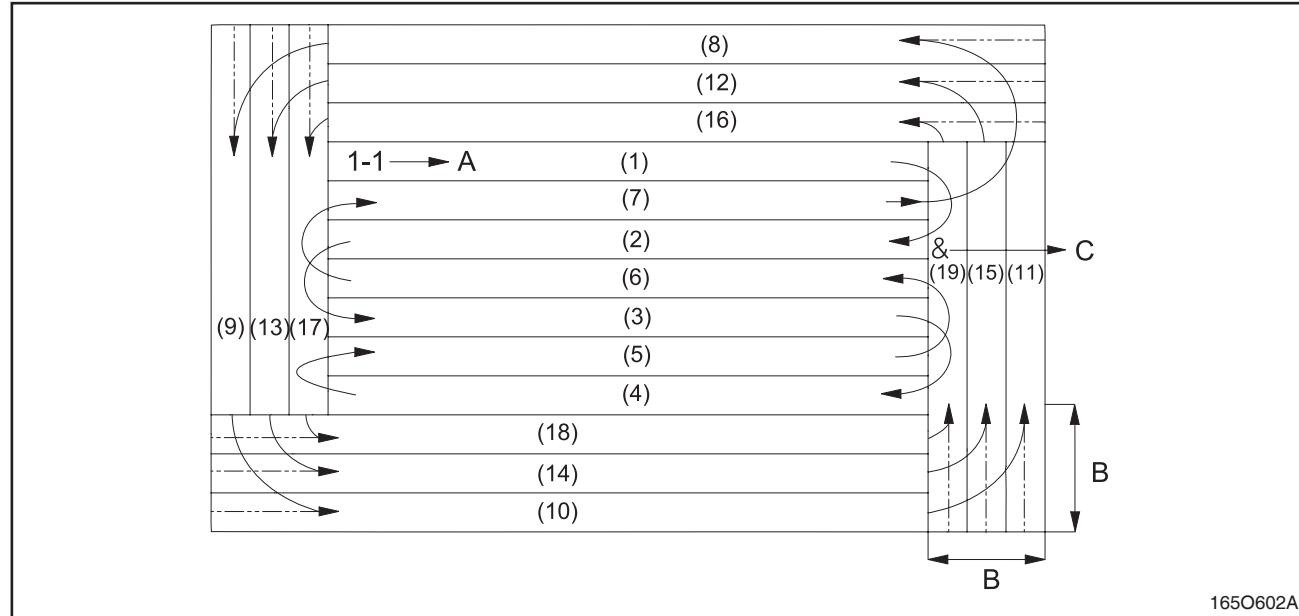 (8)
(12)
(16)
1-1 A (1)
(7)
(2)
& C
(6)
(19) (15) (11)
(3)
(9) (13) (17)
(5)
(4)
(18)
(14)
B
(10)
B
165O602A